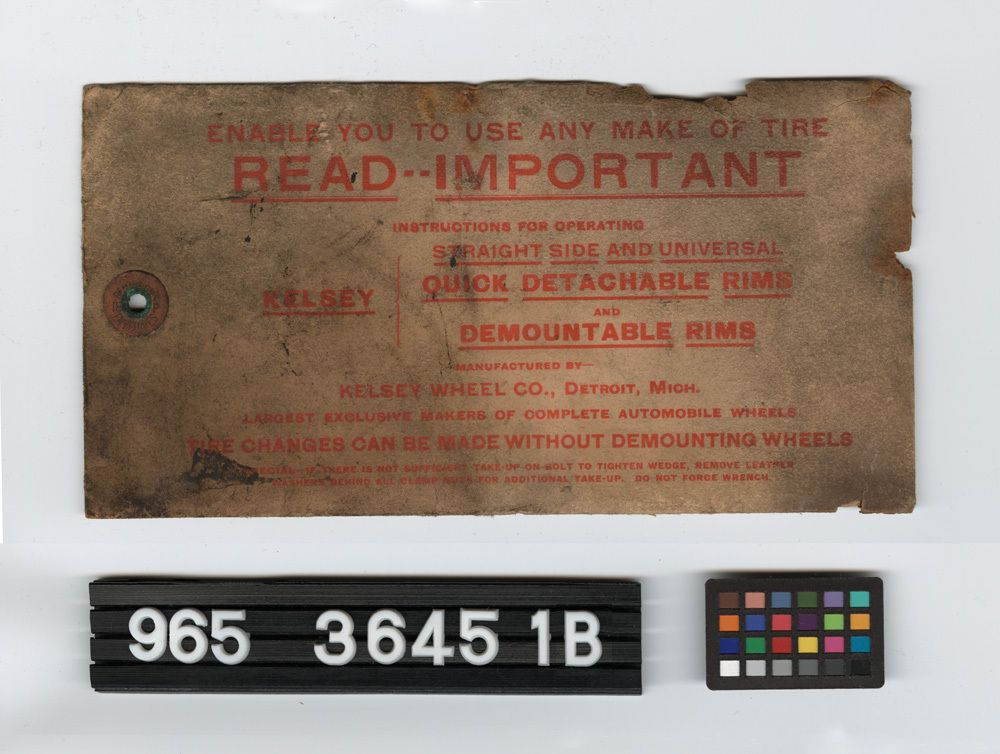 ENABLE YOU TO USE ANY MAKE OF TIRE
READ--IMPORTANT
INSTRUCTIONS FOR OPERATING
STRAIGHT SIDE AND UNIVERSAL
KELSEY QUICK DETACHABLE RIMS
AND
DEMOUNTABLE RIMS
MANUFACTURED BY—
KELSEY WHEEL CO., DETROIT, MICH.
LARGEST EXCLUSIVE MAKERS OF COMPLETE AUTOMOBILE WHEELS
TIRE CHANGES CAN BE MADE WITHOUT DEMOUNTING WHEELS
SPECIAL—IF THERE IS NOT SUFFICIENT TAKE-UP ON BOLT TO TIGHTEN WEDGE, REMOVE LEATHER
WASHERS BEHIND ALL CLAMP NUTS FOR ADDITIONAL TAKE-UP. DO NOT FORCE WRENCH.
965 3645 1B